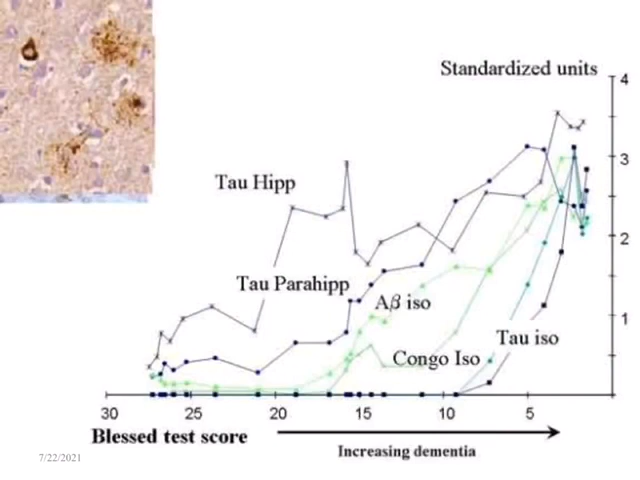 Standardized units
4
Tau Hipp
3
2
Tau Parahipp
Aβ iso
1
Tau iso
Congo Iso
30 25 20 15 10 5
Blessed test score
Increasing dementia
7/22/2021